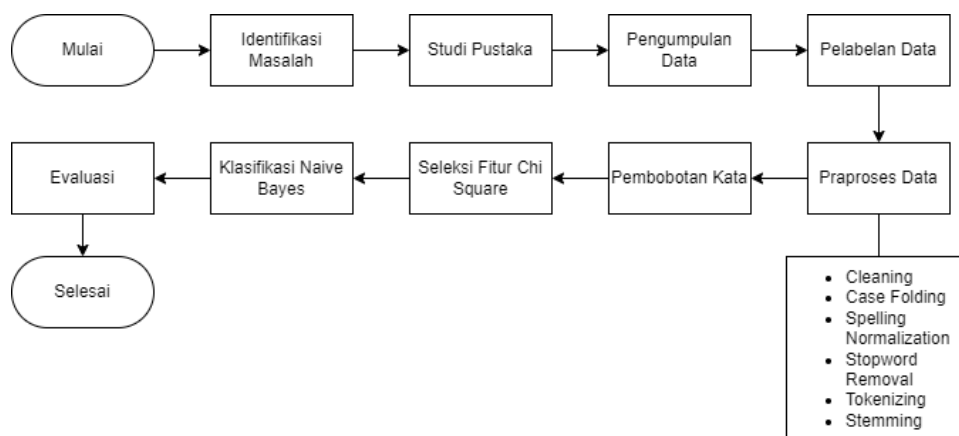 Mulai
Identifikasi
Masalah
Studi Pustaka
Pengumpulan
Data
Pelabelan Data
Evaluasi
Klasifikasi Naive
Bayes
Seleksi Fitur Chi
Square
Pembobotan Kata
Praproses Data
Selesai
• Cleaning
• Case Folding
• Spelling
Normalization
• Stopword
Removal
• Tokenizing
• Stemming